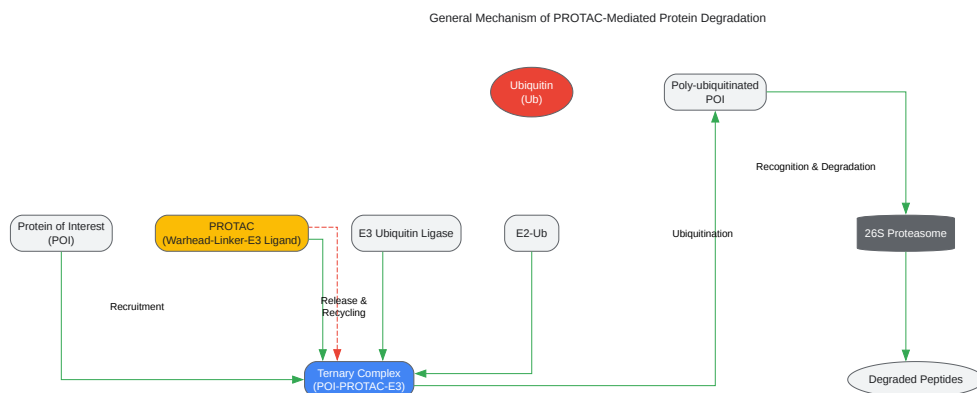 General Mechanism of PROTAC-Mediated Protein Degradation
Ubiquitin
(Ub)
Poly-ubiquitinated
POI
Recognition & Degradation
Protein of Interest
(POI)
PROTAC
(Warhead-Linker-E3 Ligand)
E3 Ubiquitin Ligase
E2-Ub
Ubiquitination
26S Proteasome
Recruitment
Release &
Recycling
Ternary Complex
(POI-PROTAC-E3)
Degraded Peptides